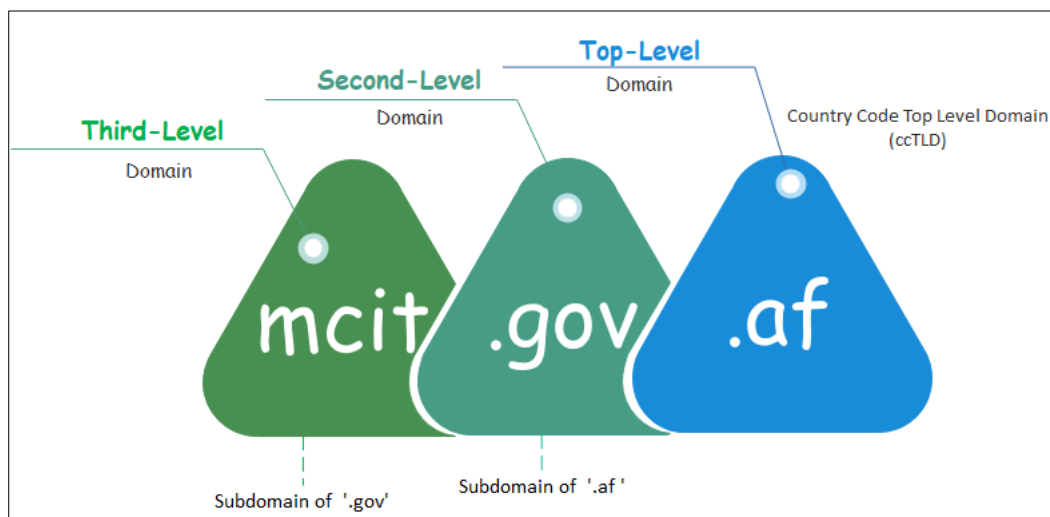 Top-Level
Domain
Second-Level
Domain
Country Code Top Level Domain
(ccTLD)
Third-Level
Domain
mcit
.gov
.af
Subdomain of '.gov'
Subdomain of '.af '